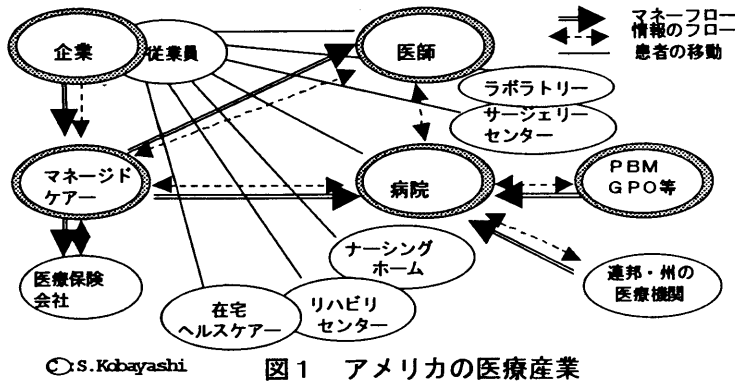 マネーフロー
情報のフロー
患者の移動
企業
従業員
医師
ラボラトリー
サージェリー
センター
マネージド
ケアー
病院
PBM
GPO等
医療保険
会社
ナーシング
ホーム
在宅
ヘルスケアー
リハビリ
センター
連邦・州の
医療機関
©:S.Kobayashi
図1 アメリカの医療産業